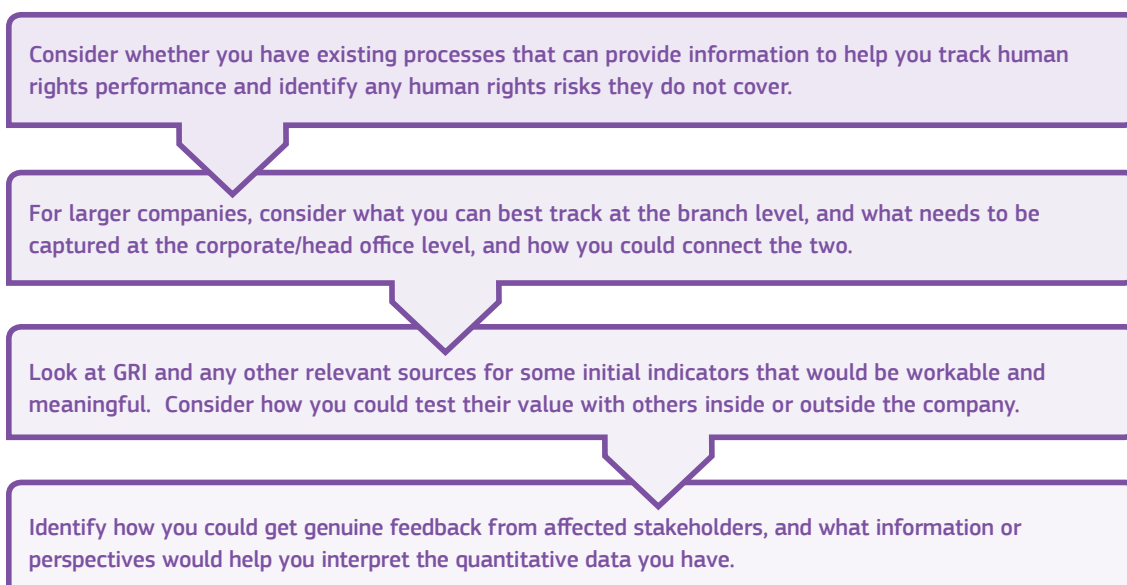 Consider whether you have existing processes that can provide information to help you track human
rights performance and identify any human rights risks they do not cover.
For larger companies, consider what you can best track at the branch level, and what needs to be
captured at the corporate/head office level, and how you could connect the two.
Look at GRI and any other relevant sources for some initial indicators that would be workable and
meaningful.  Consider how you could test their value with others inside or outside the company.
Identify how you could get genuine feedback from affected stakeholders, and what information or
perspectives would help you interpret the quantitative data you have.